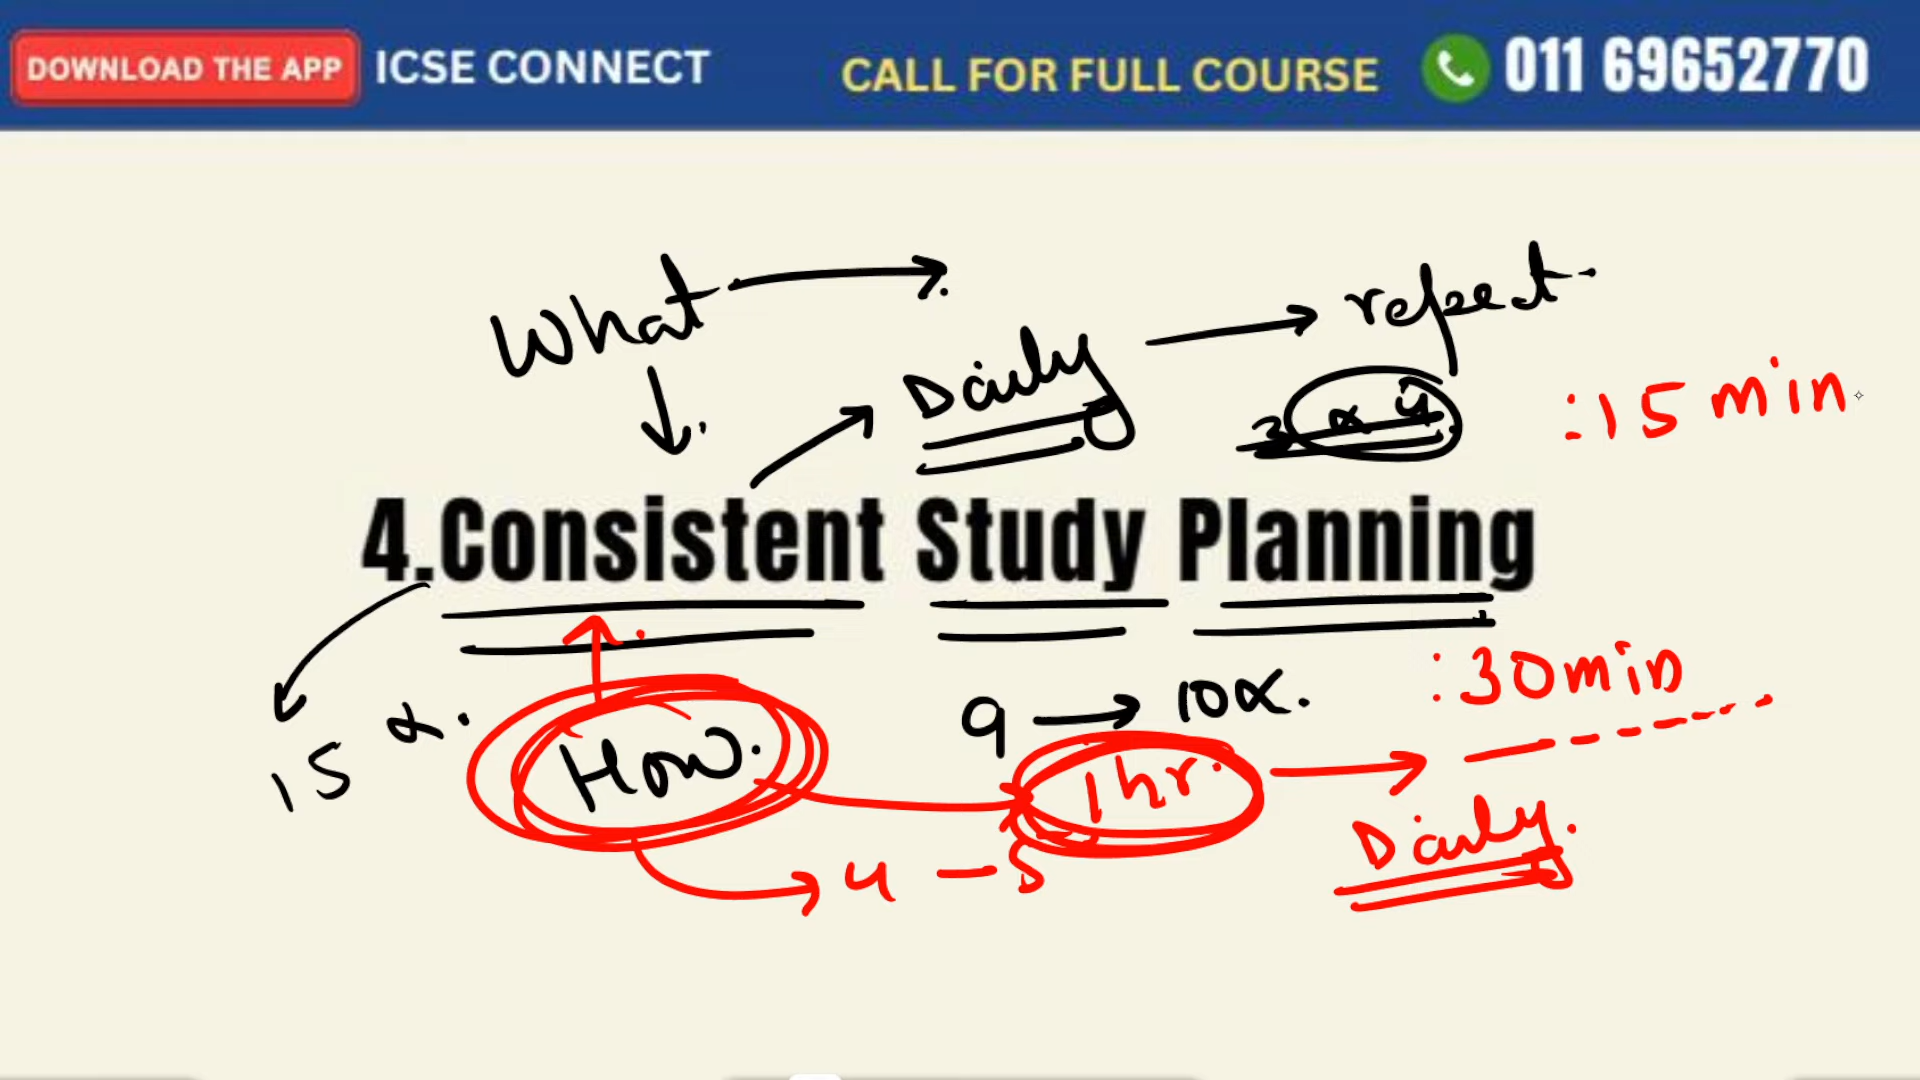 DOWNLOAD THE APP ICSE CONNECT CALL FOR FULL COURSE 011 69652770
What
Daily repeat
:15 min
4.Consistent Study Planning
9 10x.
:30min
15 x.
How.
1hr.
4 - 5
Daily.